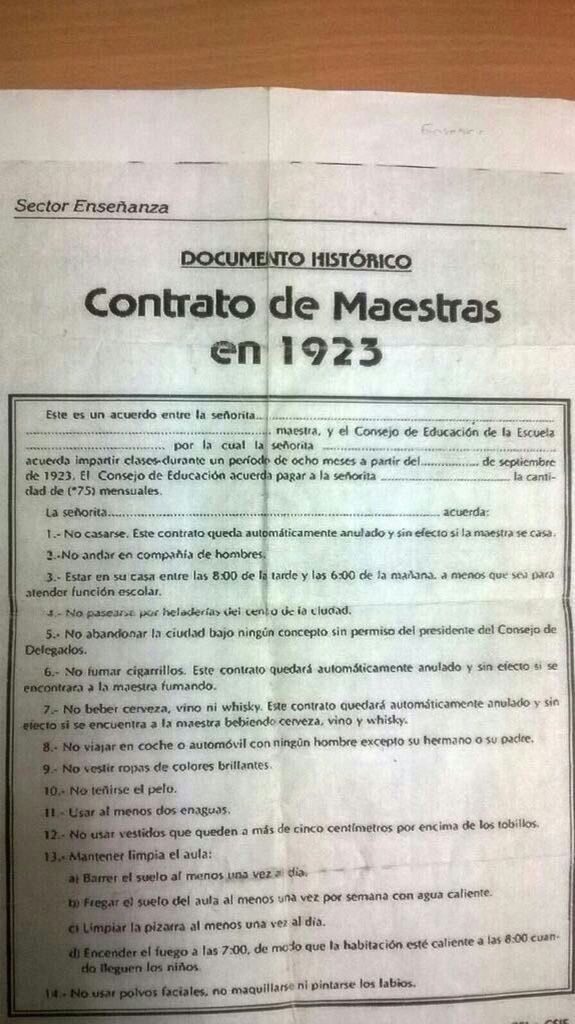 Sector Enseñanza
DOCUMENTO HISTÓRICO
Contrato de Maestras
en 1923
Este es un acuerdo entre la señorita............................................
............................................ maestra, y el Consejo de Educación de la Escuela
............................ por la cual la señorita ............................................
acuerda impartir clases-durante un período de ocho meses a partir del............... de septiembre
de 1923. El Consejo de Educación acuerda pagar a la señorita ............................ la canti-
dad de (*75) mensuales.
La señorita............................................ acuerda:
1.- No casarse. Este contrato queda automáticamente anulado y sin efecto si la maestra se casa.
2.-No andar en compañía de hombres.
3.- Estar en su casa entre las 8:00 de la tarde y las 6:00 de la mañana, a menos que sea para
atender función escolar.
4.- No pasearse por heladerías del cento de la ciudad.
5.- No abandonar la ciudad bajo ningún concepto sin permiso del presidente del Consejo de
Delegados.
6.- No fumar cigarrillos. Este contrato quedará automáticamente anulado y sin efecto si se
encontrara a la maestra fumando.
7.- No beber cerveza, vino ni whisky. Este contrato quedará automáticamente anulado y sin
efecto si se encuentra a la maestra bebiendo cerveza, vino y whisky.
8.- No viajar en coche o automóvil con ningún hombre excepto su hermano o su padre.
9.- No vestir ropas de colores brillantes.
10.- No teñirse el pelo.
11.- Usar al menos dos enaguas.
12.- No usar vestidos que queden a más de cinco centímetros por encima de los tobillos.
13.- Mantener limpia el aula:
a) Barrer el suelo al menos una vez al día.
b) Fregar el suelo del aula al menos una vez por semana con agua caliente.
c) Limpiar la pizarra al menos una vez al día.
d) Encender el fuego a las 7:00, de modo que la habitación esté caliente a las 8:00 cuan-
do lleguen los niños.
14.- No usar polvos faciales, no maquillarse ni pintarse los labios.